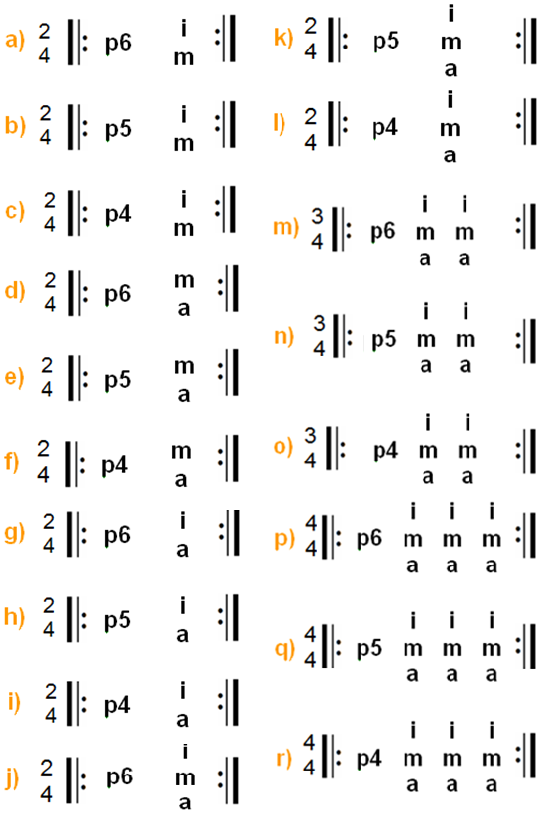 a) 2/4 p6 i m
b) 2/4 p5 i m
c) 2/4 p4 i m
d) 2/4 p6 m a
e) 2/4 p5 m a
f) 2/4 p4 m a
g) 2/4 p6 i a
h) 2/4 p5 i a
i) 2/4 p4 i a
j) 2/4 p6 i m a
k) 2/4 p5 i m a
l) 2/4 p4 i m a
m) 3/4 p6 i i m m a a
n) 3/4 p5 i i m m a a
o) 3/4 p4 i i m m a a
p) 4/4 p6 i i i m m m a a a
q) 4/4 p5 i i i m m m a a a
r) 4/4 p4 i i i m m m a a a